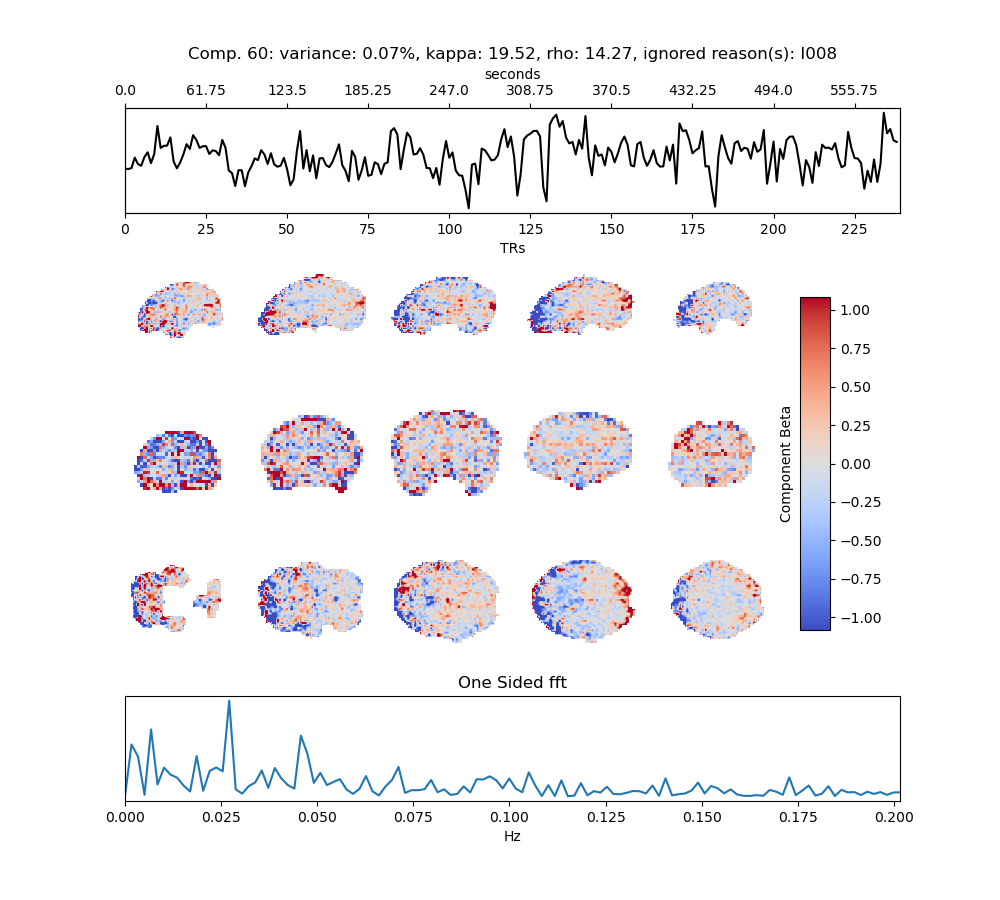 Comp. 60: variance: 0.07%, kappa: 19.52, rho: 14.27, ignored reason(s): I008
seconds
0.0 61.75 123.5 185.25 247.0 308.75 370.5 432.25 494.0 555.75
0 25 50 75 100 125 150 175 200 225
TRs
1.00
0.75
0.50
0.25
0.00
−0.25
−0.50
−0.75
−1.00
Component Beta
One Sided fft
0.000 0.025 0.050 0.075 0.100 0.125 0.150 0.175 0.200
Hz